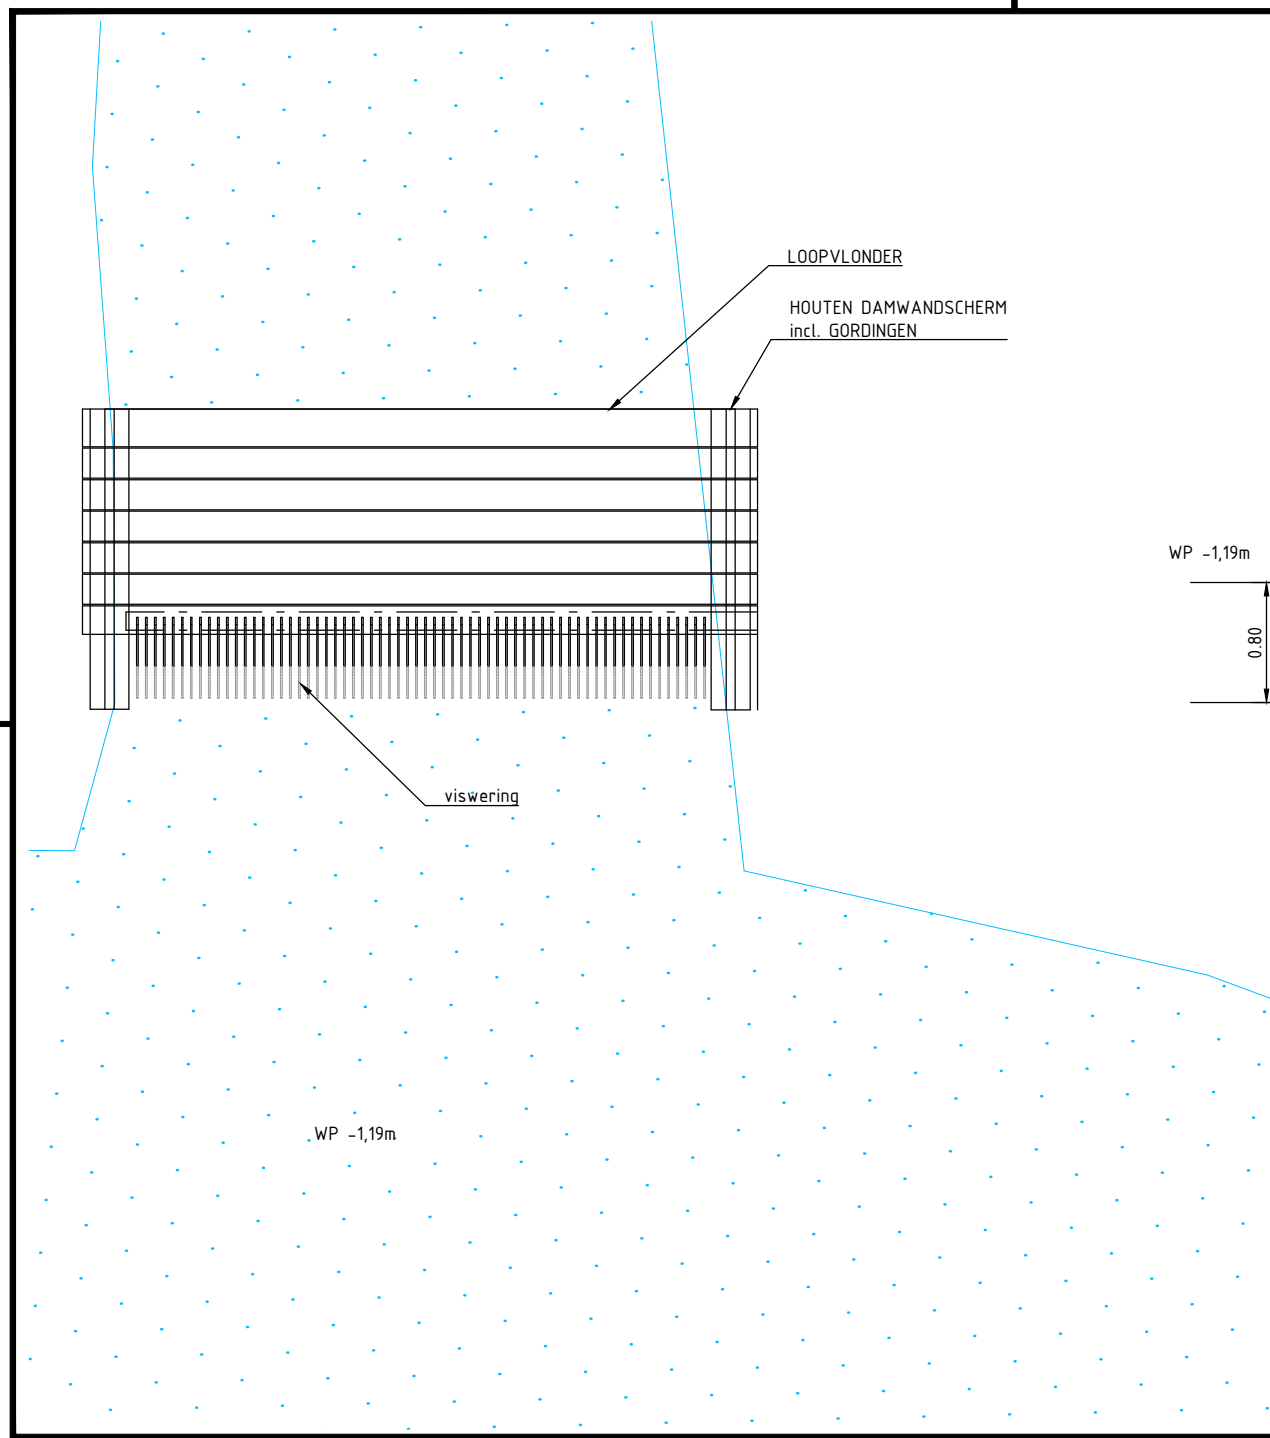 LOOPVLONDER
HOUTEN DAMWANDSCHERM
incl. GORDINGEN
WP -1,19m
0.80
viswering
WP -1,19m